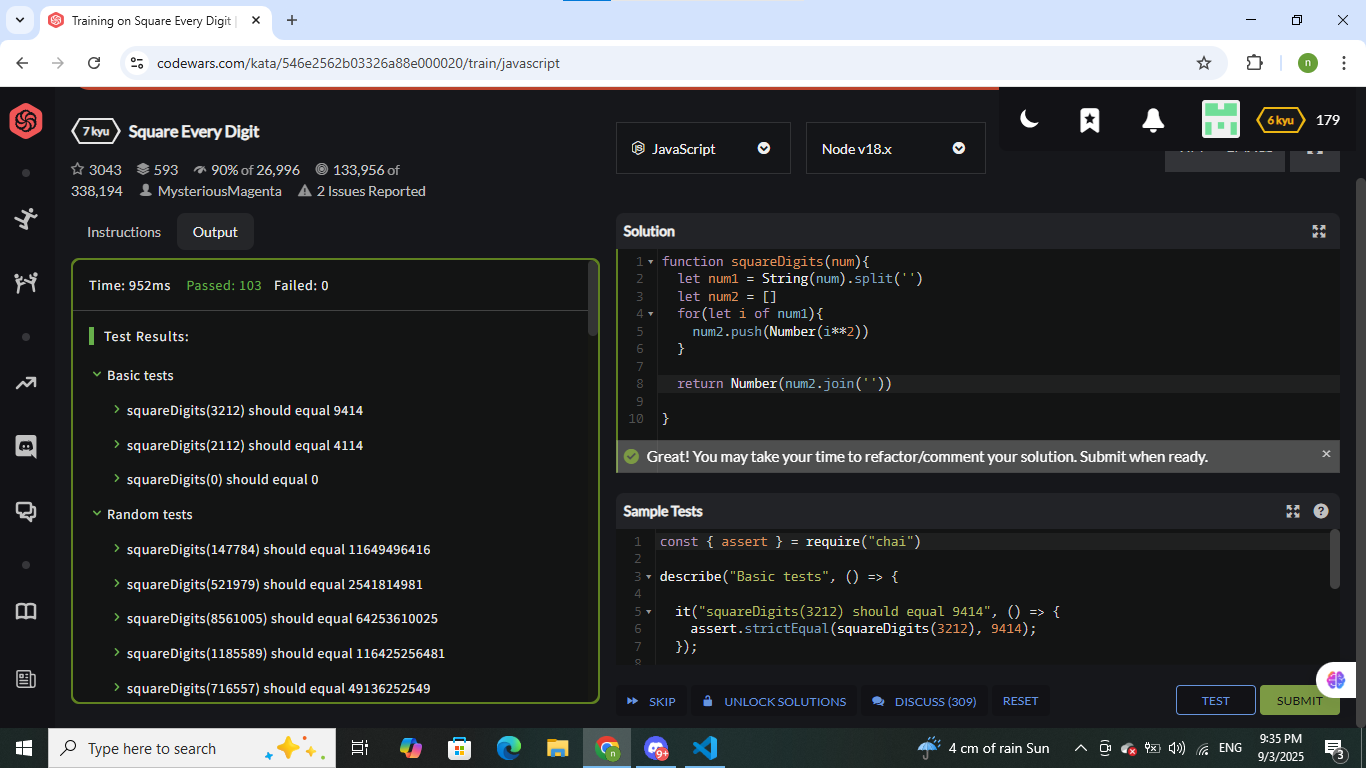 Training on Square Every Digit |
codewars.com/kata/546e2562b03326a88e000020/train/javascript
n
7 kyu
Square Every Digit
6 kyu
179
3043
593
90% of 26,996
133,956 of
338,194
MysteriousMagenta
2 Issues Reported
JavaScript
Node v18.x
Instructions
Output
Time: 952ms Passed: 103 Failed: 0
Test Results:
Basic tests
squareDigits(3212) should equal 9414
squareDigits(2112) should equal 4114
squareDigits(0) should equal 0
Random tests
squareDigits(147784) should equal 11649496416
squareDigits(521979) should equal 2541814981
squareDigits(8561005) should equal 64253610025
squareDigits(1185589) should equal 116425256481
squareDigits(716557) should equal 49136252549
Solution
1 function squareDigits(num){
2 let num1 = String(num).split('')
3 let num2 = []
4 for(let i of num1){
5 num2.push(Number(i**2))
6 }
7
8 return Number(num2.join(''))
9
10 }
Great! You may take your time to refactor/comment your solution. Submit when ready.
Sample Tests
?
1 const { assert } = require("chai")
2
3 describe("Basic tests", () => {
4
5 it("squareDigits(3212) should equal 9414", () => {
6 assert.strictEqual(squareDigits(3212), 9414);
7 });
8
SKIP
UNLOCK SOLUTIONS
DISCUSS (309)
RESET
TEST
SUBMIT
Type here to search
n
9+
4 cm of rain Sun
ENG
9:35 PM
9/3/2025
3